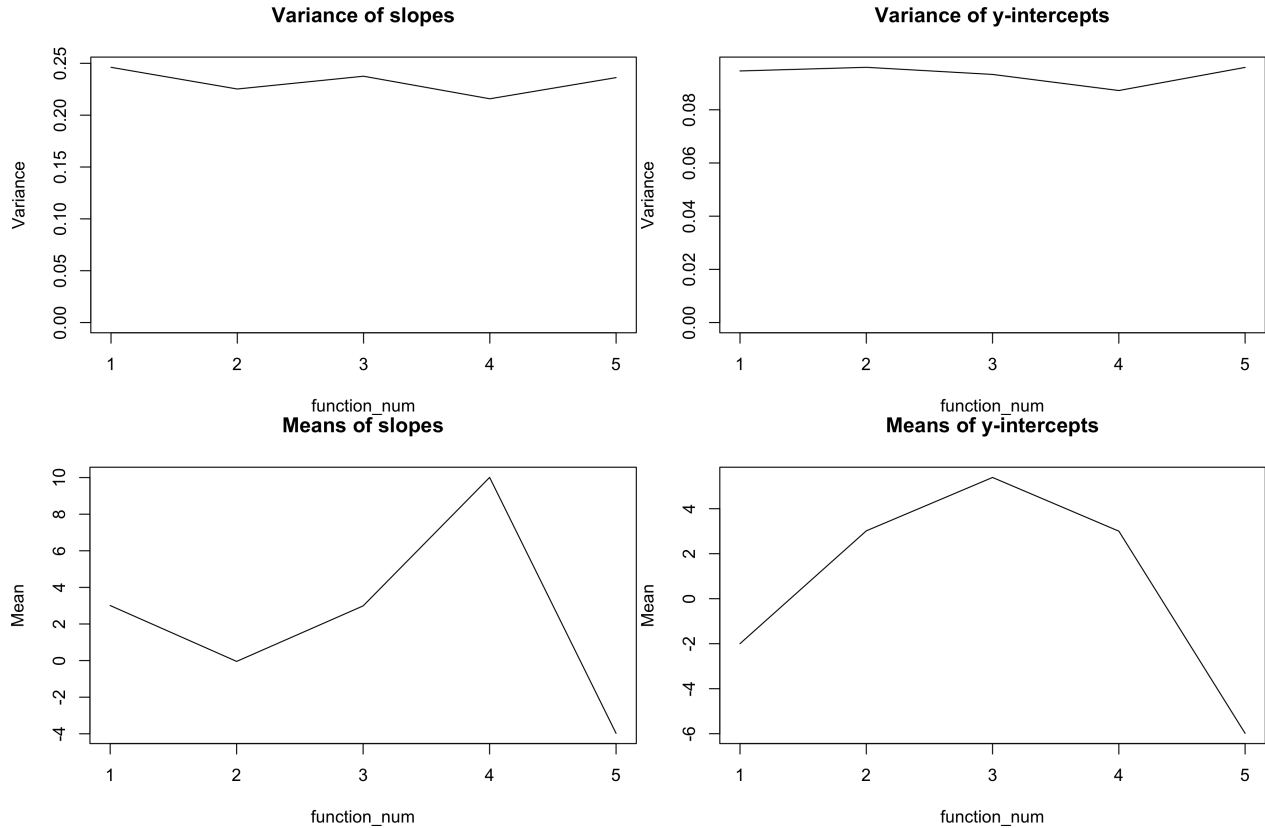 Variance of slopes
Variance
0.25
0.20
0.15
0.10
0.05
0.00
1 2 3 4 5
function_num
Variance of y-intercepts
Variance
0.08
0.06
0.04
0.02
0.00
1 2 3 4 5
function_num
Means of slopes
Mean
10
8
6
4
2
0
-2
-4
1 2 3 4 5
function_num
Means of y-intercepts
Mean
4
2
0
-2
-4
-6
1 2 3 4 5
function_num